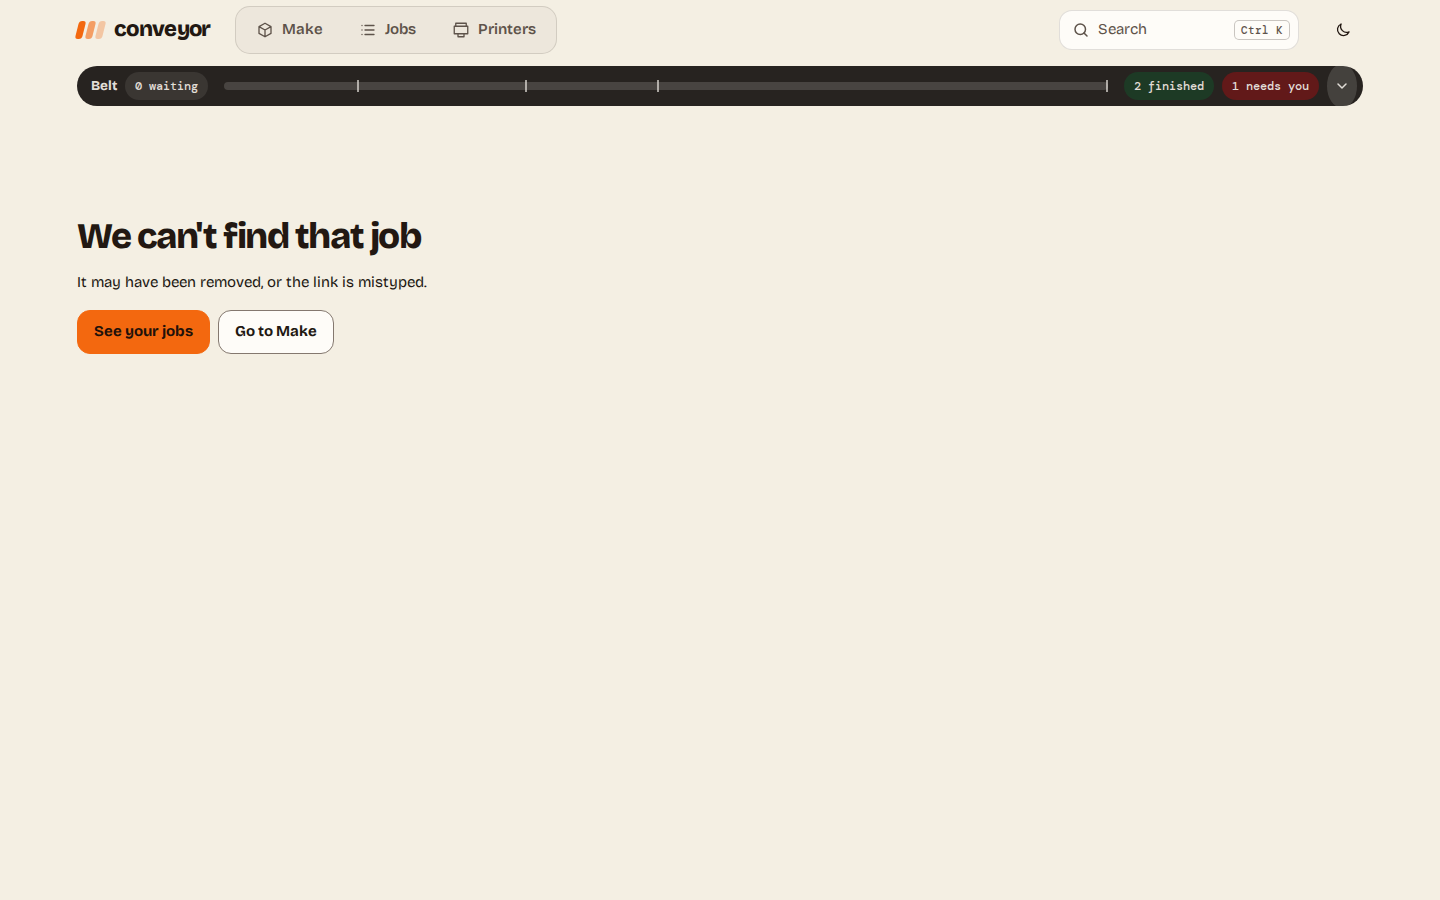 conveyor
Make
Jobs
Printers
Search
Ctrl K
Belt
0 waiting
2 finished
1 needs you
We can't find that job
It may have been removed, or the link is mistyped.
See your jobs
Go to Make